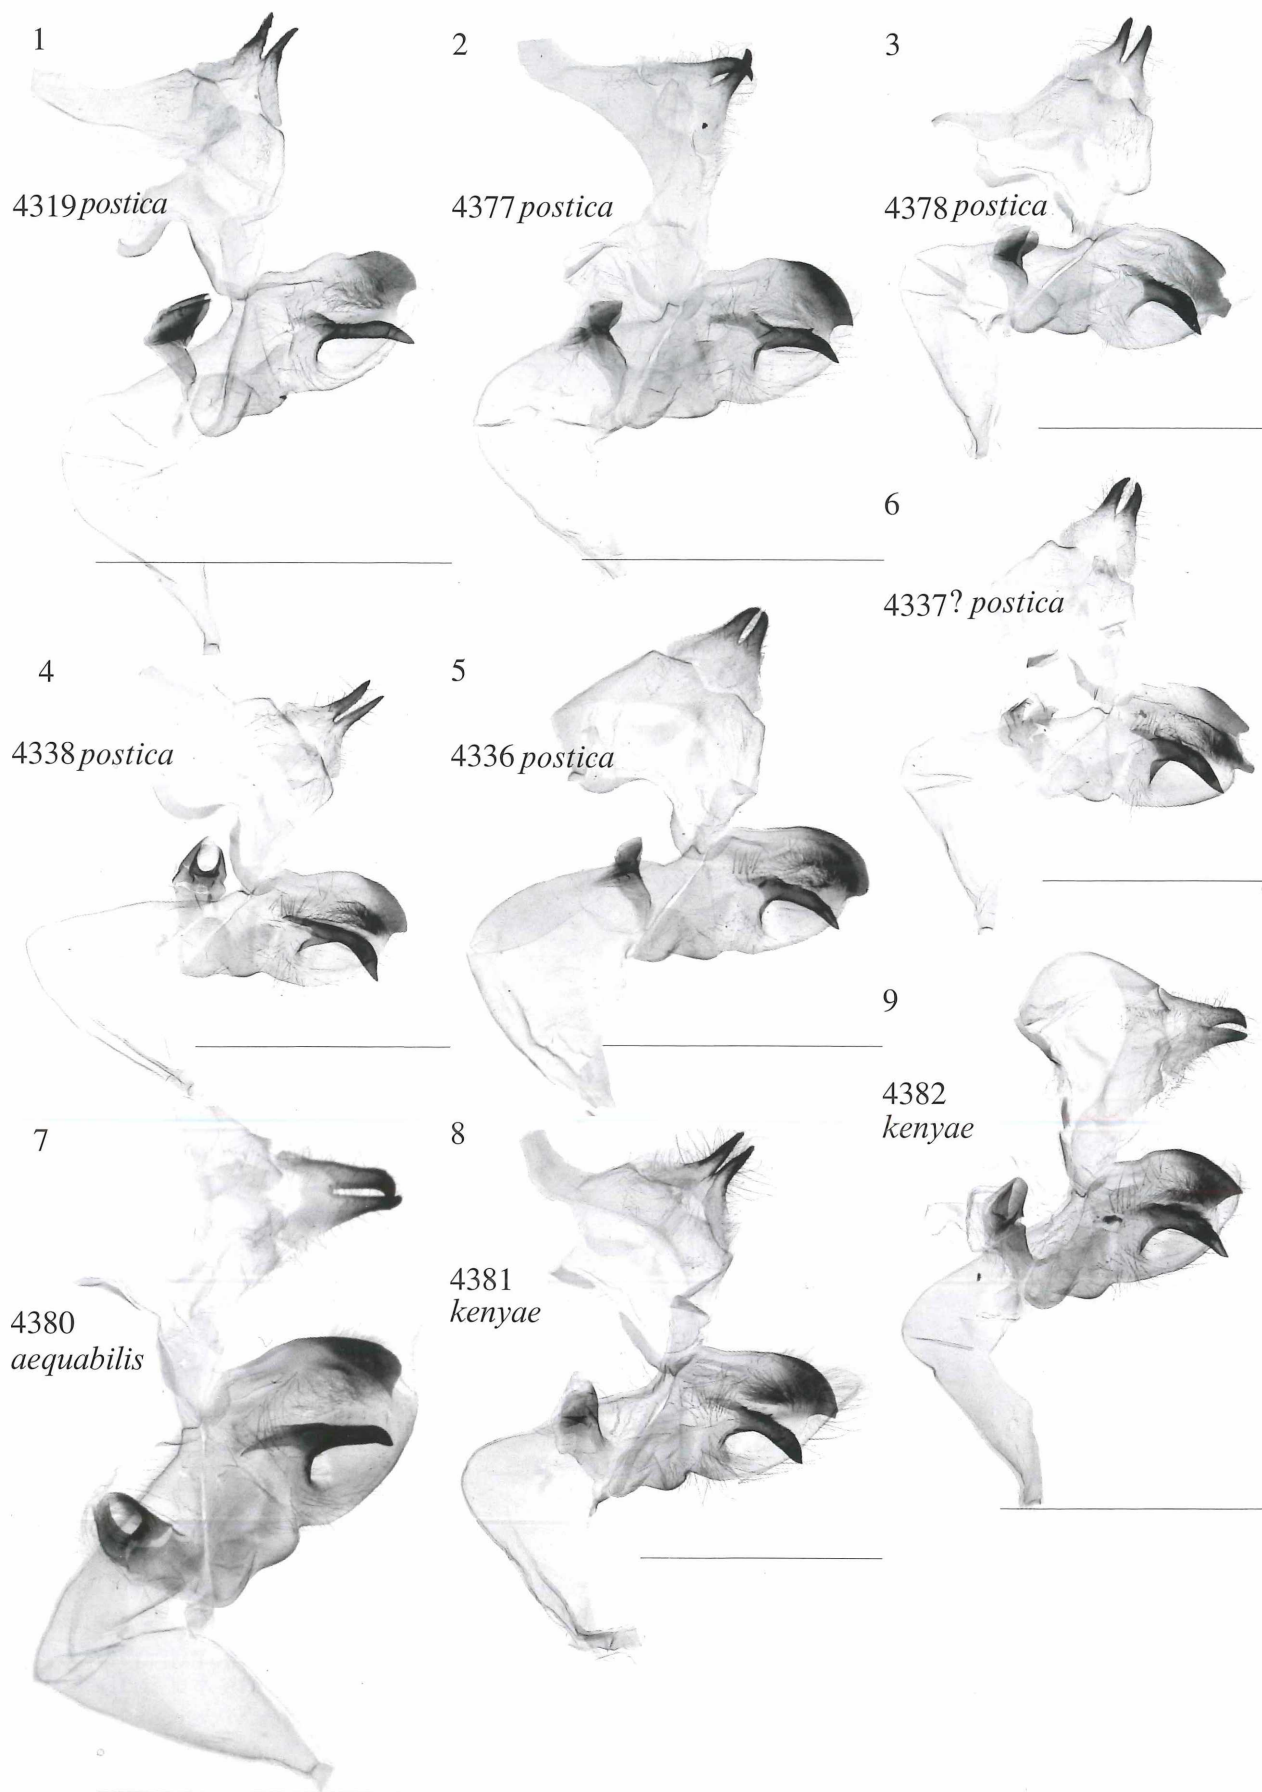 1
4319 postica
2
4377 postica
3
4378 postica
4
4338 postica
5
4336 postica
6
4337? postica
7
4380
aequabilis
8
4381
kenyae
9
4382
kenyae